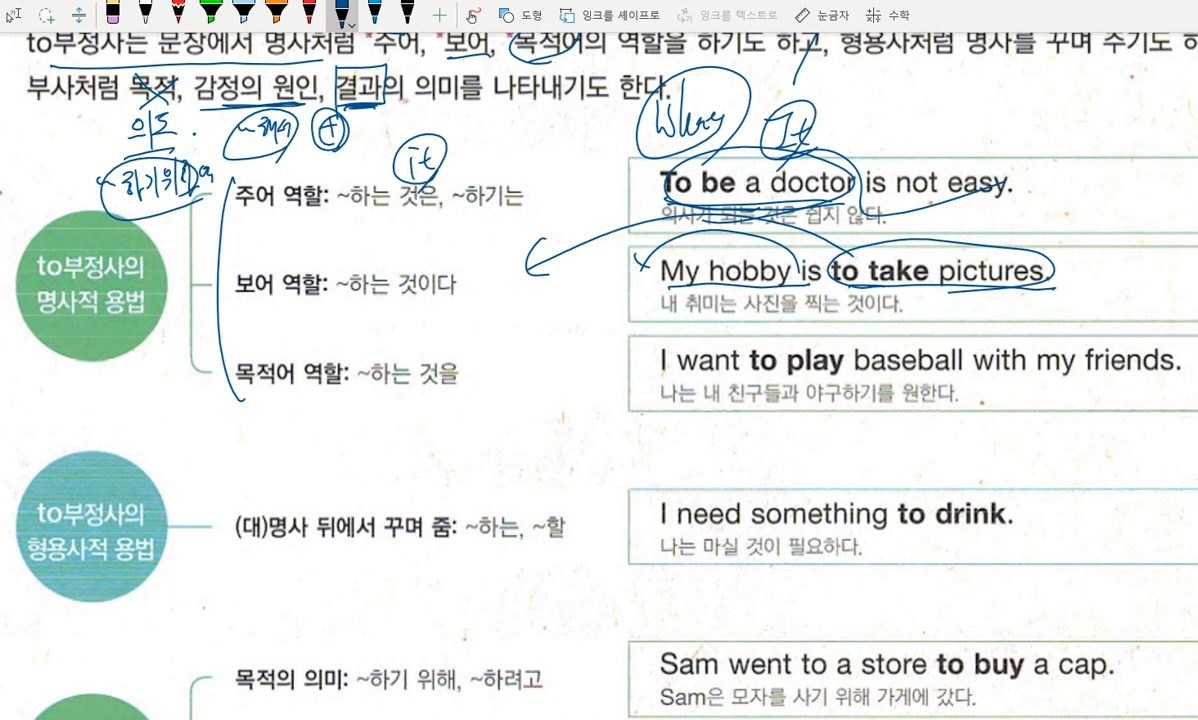 도형
잉크를 셰이프로
잉크를 텍스트로
눈금자
수학
to부정사는 문장에서 명사처럼 *주어, *보어, *목적어의 역할을 하기도 하고, 형용사처럼 명사를 꾸며 주기도 하
부사처럼 목적, 감정의 원인, 결과의 의미를 나타내기도 한다.
의도.
~해서
+
it
It
~하기위하여
to부정사의
명사적 용법
주어 역할: ~하는 것은, ~하기는
To be a doctor is not easy.
의사가 되는 것은 쉽지 않다.
보어 역할: ~하는 것이다
My hobby is to take pictures.
내 취미는 사진을 찍는 것이다.
목적어 역할: ~하는 것을
I want to play baseball with my friends.
나는 내 친구들과 야구하기를 원한다.
to부정사의
형용사적 용법
(대)명사 뒤에서 꾸며 줌: ~하는, ~할
I need something to drink.
나는 마실 것이 필요하다.
목적의 의미: ~하기 위해, ~하려고
Sam went to a store to buy a cap.
Sam은 모자를 사기 위해 가게에 갔다.